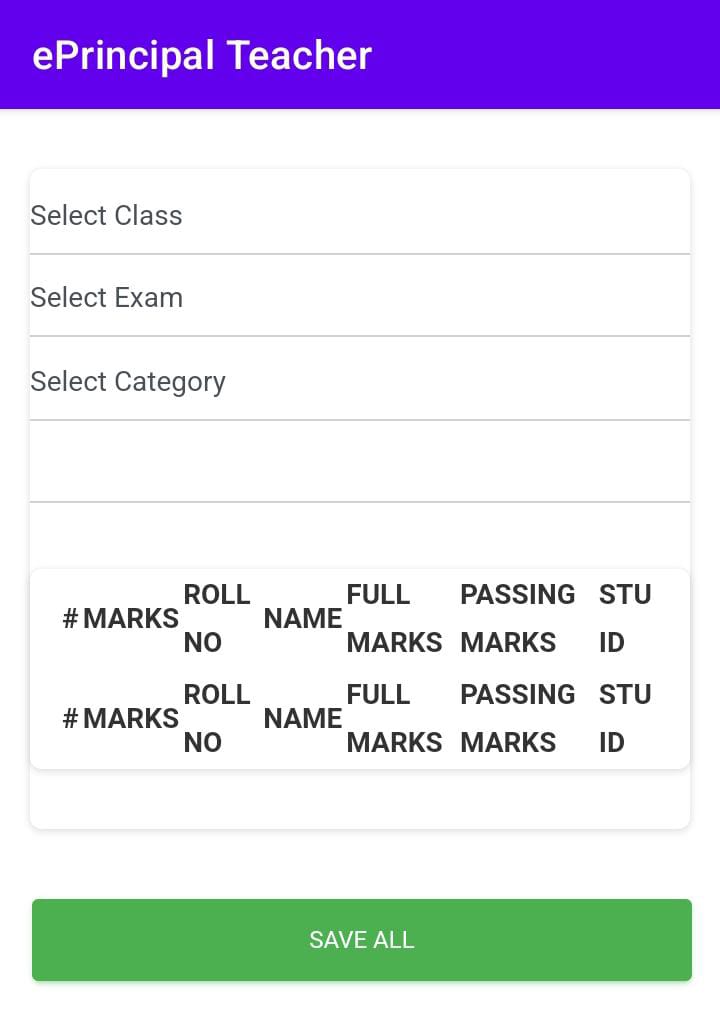 ePrincipal Teacher
Select Class
Select Exam
Select Category
# MARKS ROLL NO NAME FULL MARKS PASSING MARKS STU ID
# MARKS ROLL NO NAME FULL MARKS PASSING MARKS STU ID
SAVE ALL